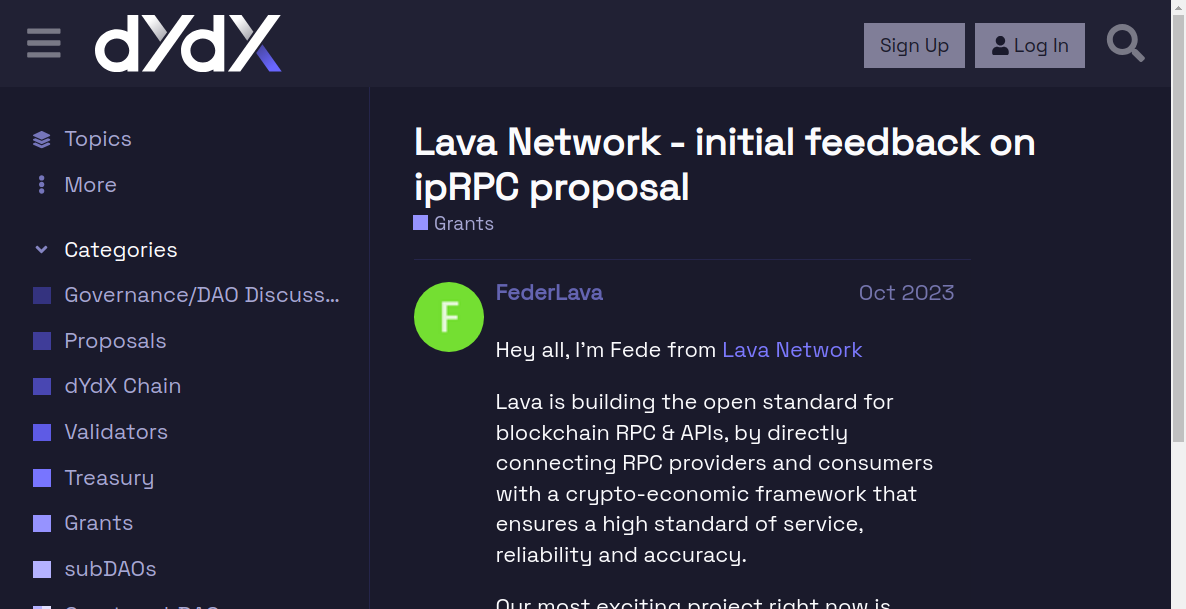 dYdX
Sign Up
Log In
Topics
More
Categories
Governance/DAO Discuss...
Proposals
dYdX Chain
Validators
Treasury
Grants
subDAOs
Lava Network - initial feedback on
ipRPC proposal
Grants
F
FederLava
Oct 2023
Hey all, I'm Fede from Lava Network
Lava is building the open standard for
blockchain RPC & APIs, by directly
connecting RPC providers and consumers
with a crypto-economic framework that
ensures a high standard of service,
reliability and accuracy.
Our most exciting project right now is